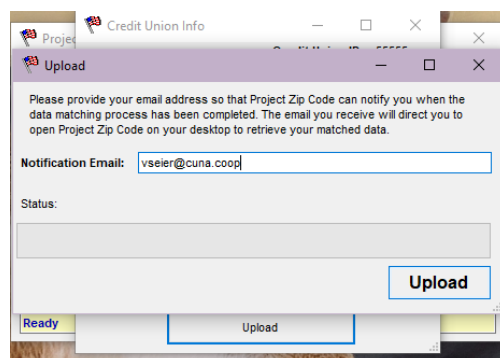 Credit Union Info
Projec
Upload
Please provide your email address so that Project Zip Code can notify you when the
data matching process has been completed. The email you receive will direct you to
open Project Zip Code on your desktop to retrieve your matched data.
Notification Email: vseier@cuna.coop
Status:
Upload
Ready
Upload